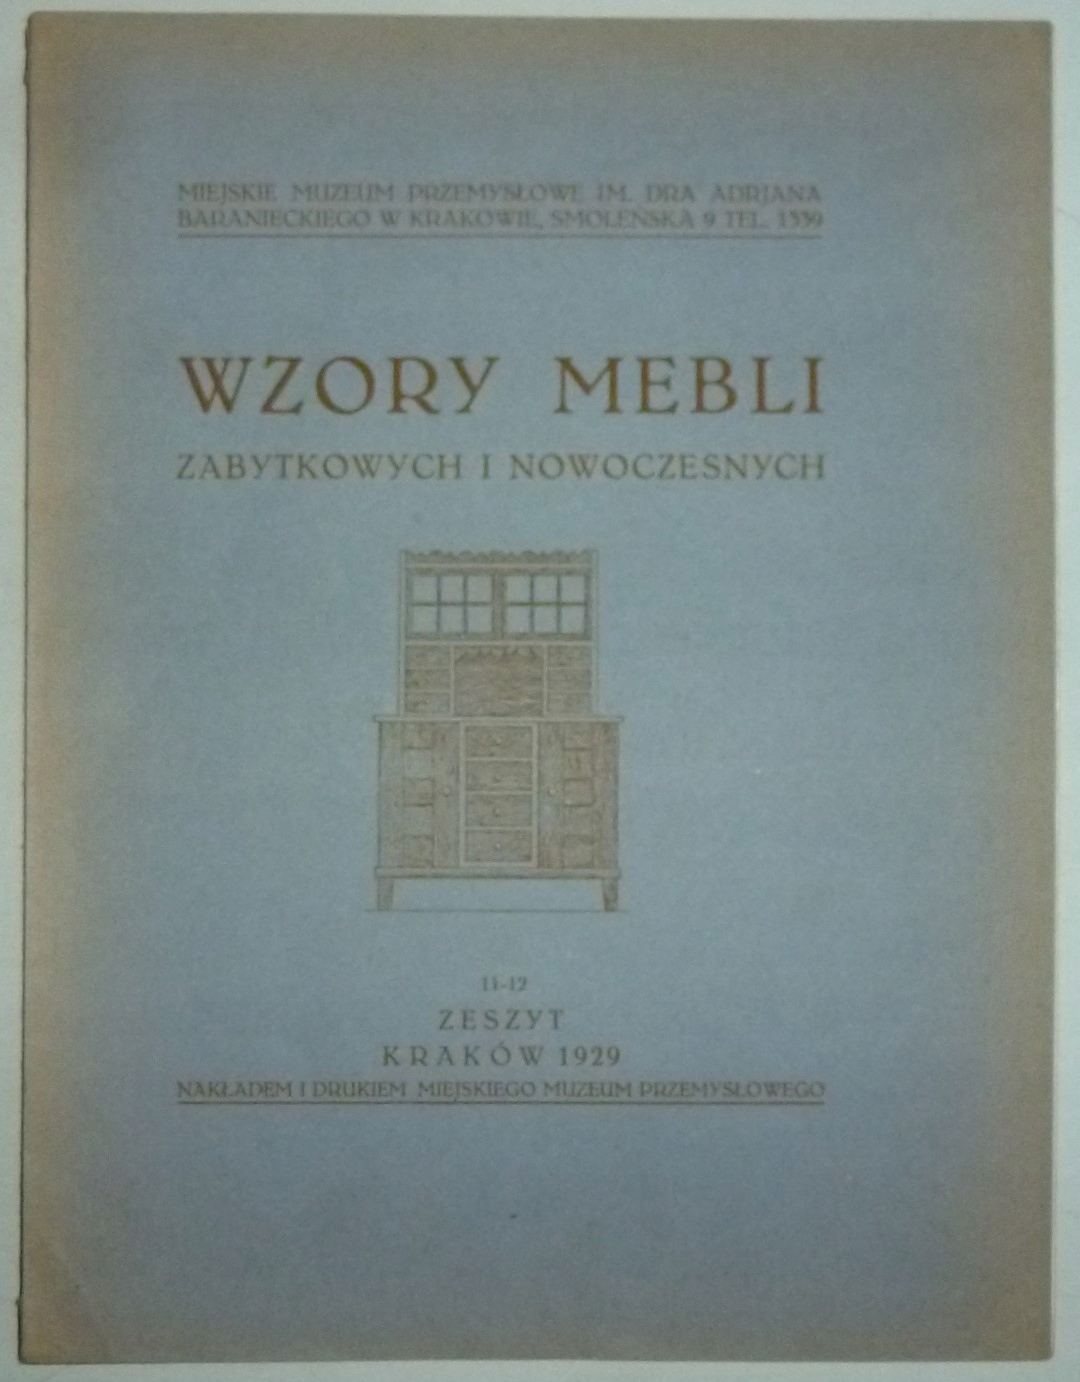 MIEJSKIE MUZEUM PRZEMYSŁOWE IM. DRA ADRJANA
BARANIECKIEGO W KRAKOWIE, SMOLEŃSKA 9 TEL. 1339
WZORY MEBLI
ZABYTKOWYCH I NOWOCZESNYCH
11-12
ZESZYT
KRAKÓW 1929
NAKŁADEM I DRUKIEM MIEJSKIEGO MUZEUM PRZEMYSŁOWEGO